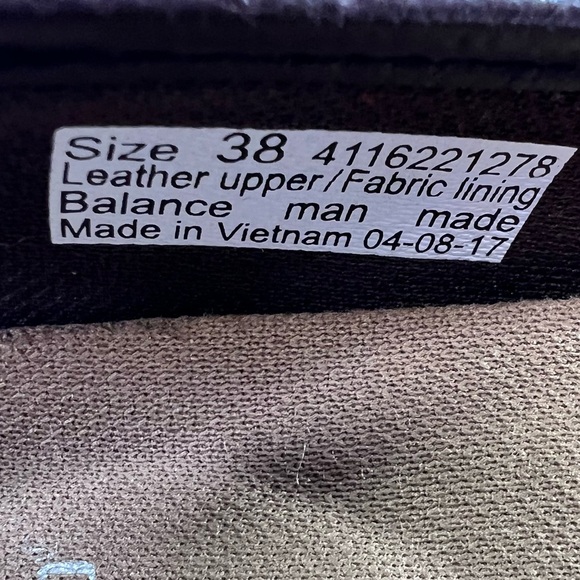 Size 38 4116221278
Leather upper/Fabric lining
Balance man made
Made in Vietnam 04-08-17